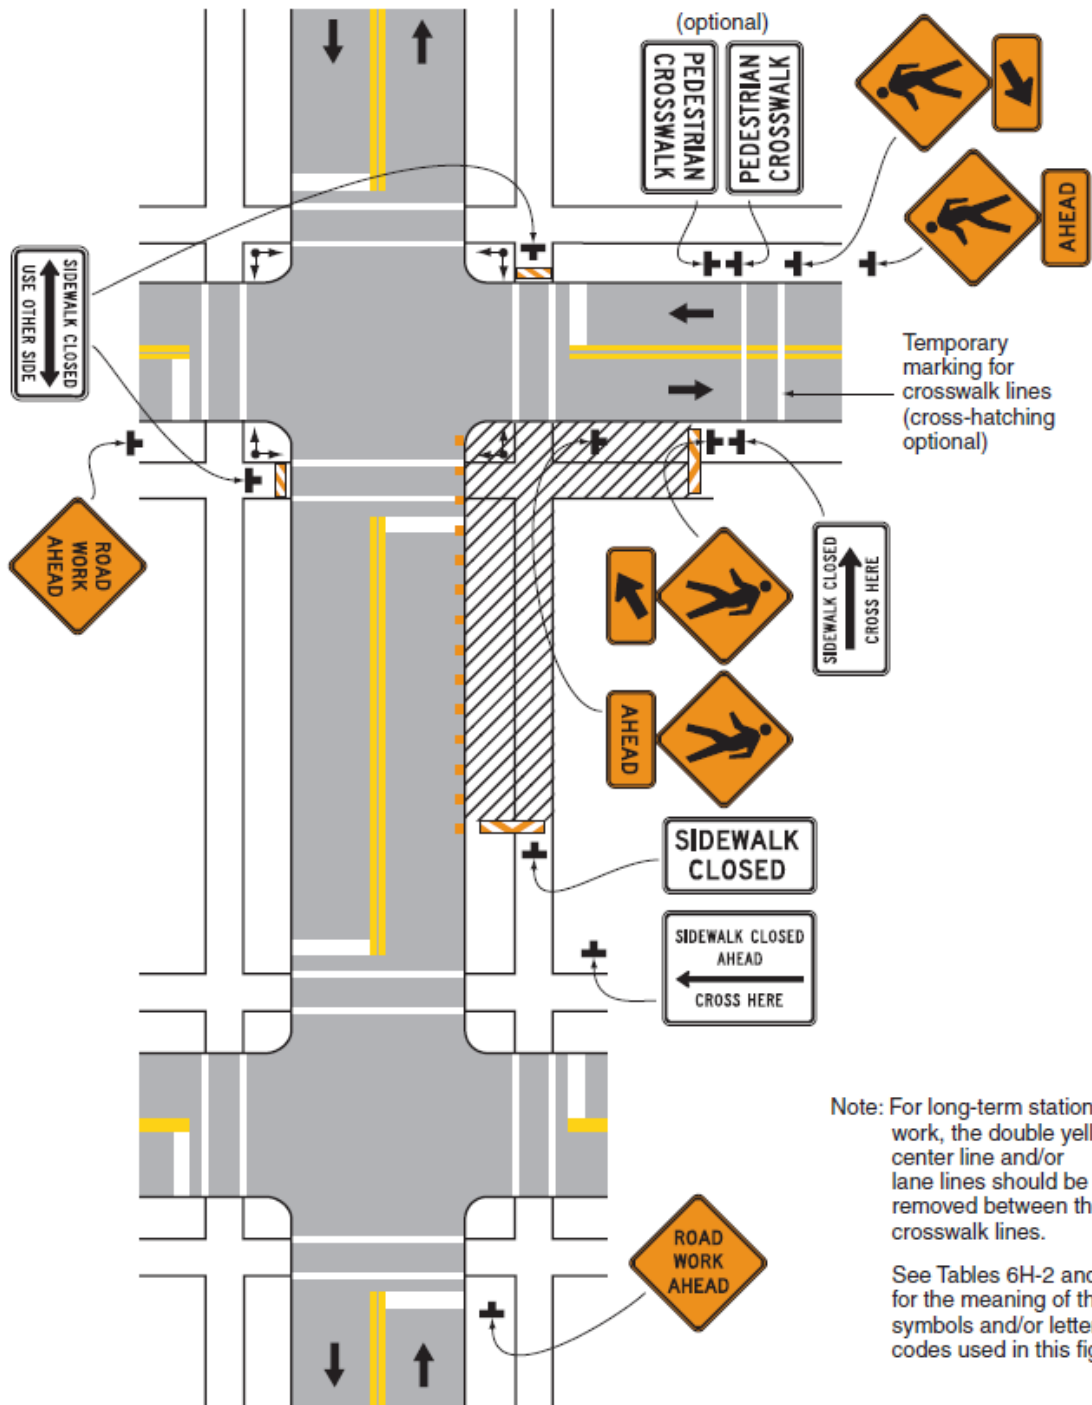 (optional)
PEDESTRIAN
CROSSWALK
PEDESTRIAN
CROSSWALK
AHEAD
SIDEWALK CLOSED
USE OTHER SIDE
Temporary
marking for
crosswalk lines
(cross-hatching
optional)
ROAD
WORK
AHEAD
SIDEWALK CLOSED
CROSS HERE
AHEAD
SIDEWALK
CLOSED
SIDEWALK CLOSED
AHEAD
CROSS HERE
Note: For long-term station
work, the double yell
center line and/or
lane lines should be
removed between th
crosswalk lines.
ROAD
WORK
AHEAD
See Tables 6H-2 and
for the meaning of th
symbols and/or letter
codes used in this fig